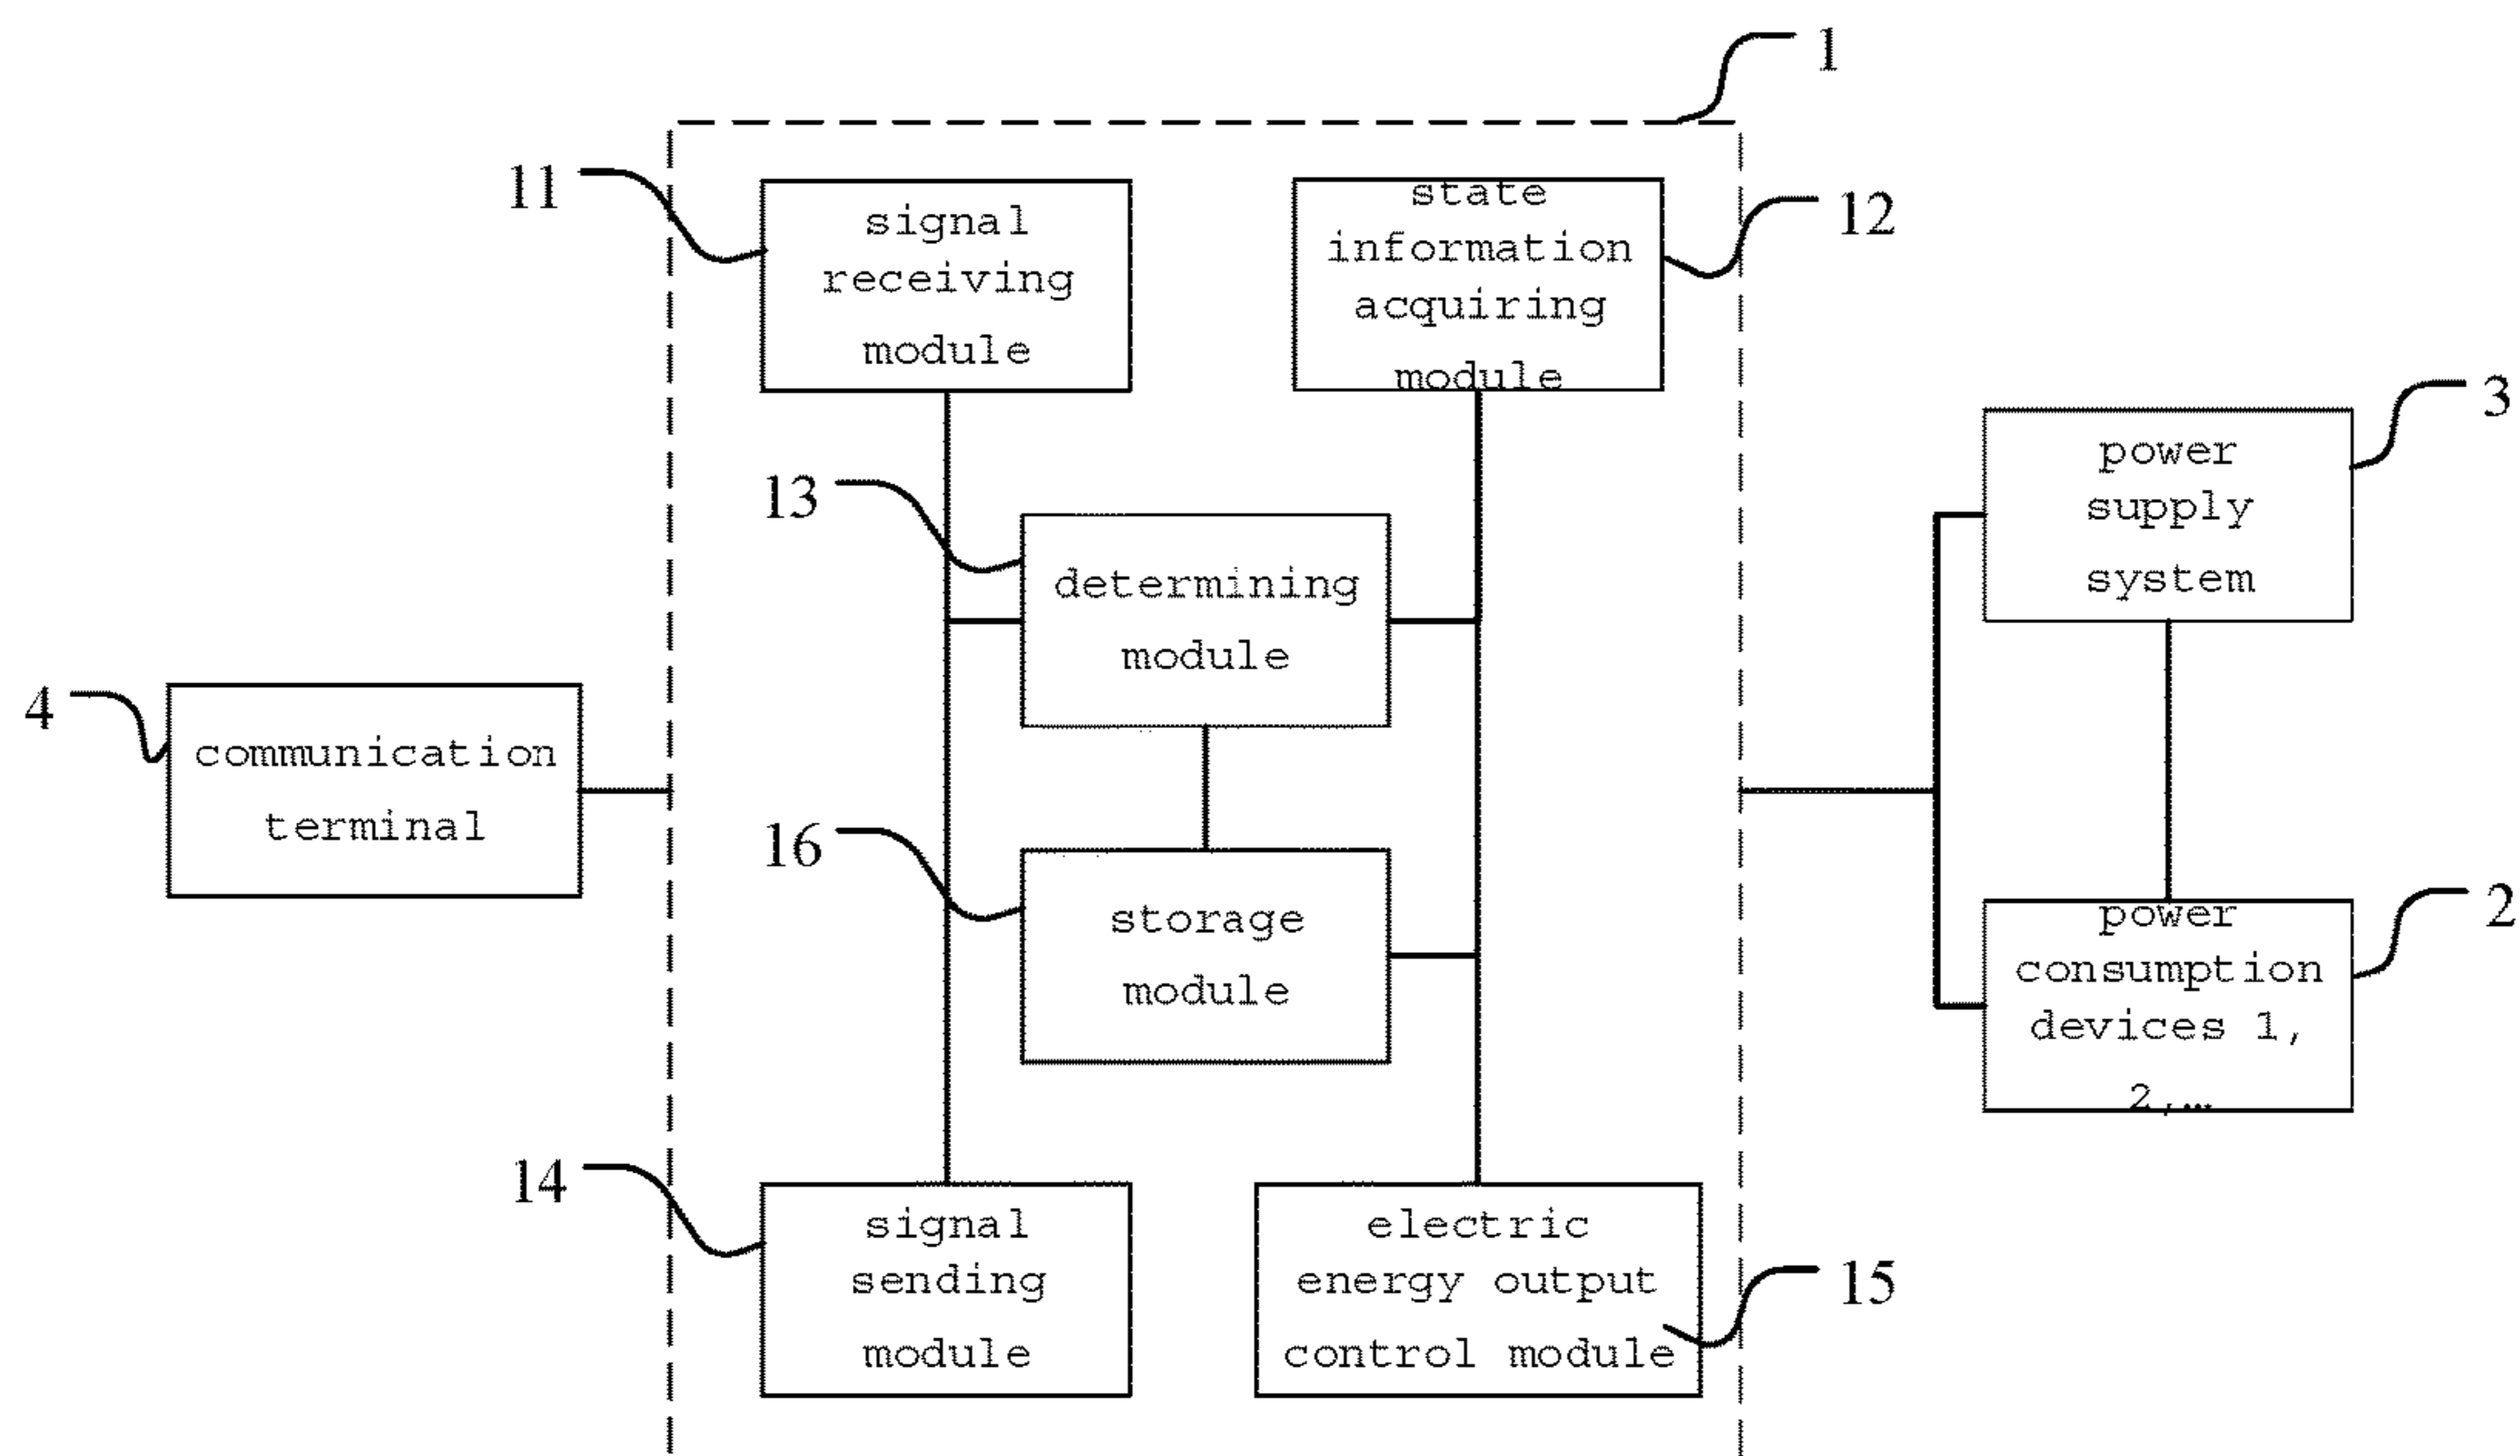 1
11
signal
receiving
module
state
information
acquiring
module
12
3
power
supply
system
13
determining
module
4
communication
terminal
16
storage
module
2
power
consumption
devices 1,
2,…
14
signal
sending
module
electric
energy output
control module
15